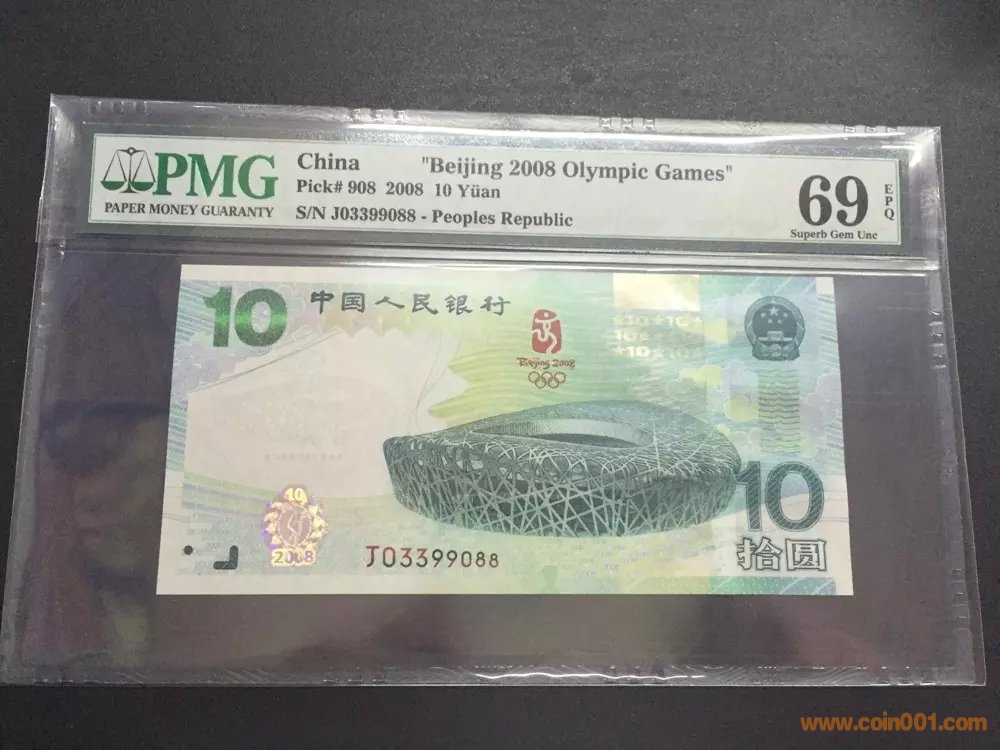 PMG
PAPER MONEY GUARANTY
China "Beijing 2008 Olympic Games"
Pick# 908 2008 10 Yüan
S/N J03399088 - Peoples Republic
69
EPQ
Superb Gem Unc
10
中国人民银行
Beijing 2008
10
2008
J03399088
10
拾圆
www.coin001.com